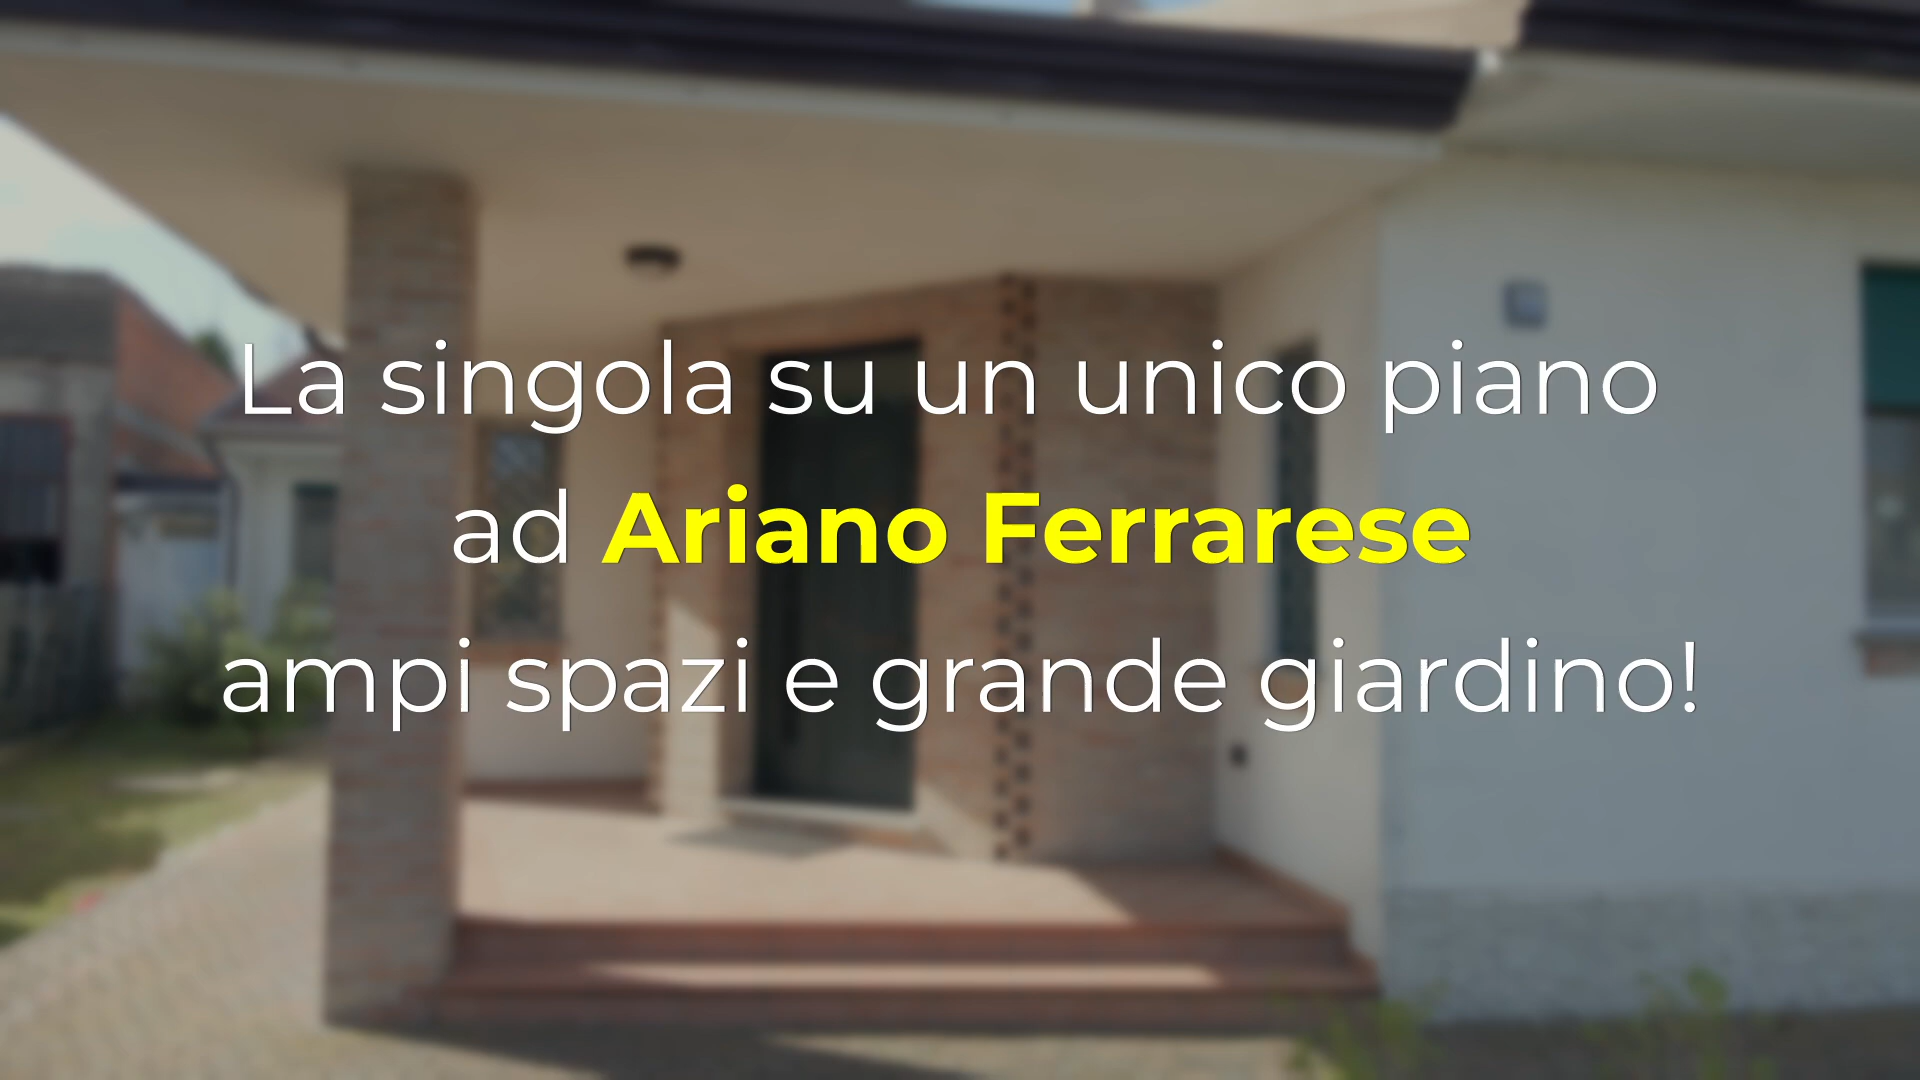 La singola su un unico piano
ad Ariano Ferrarese
ampi spazi e grande giardino!